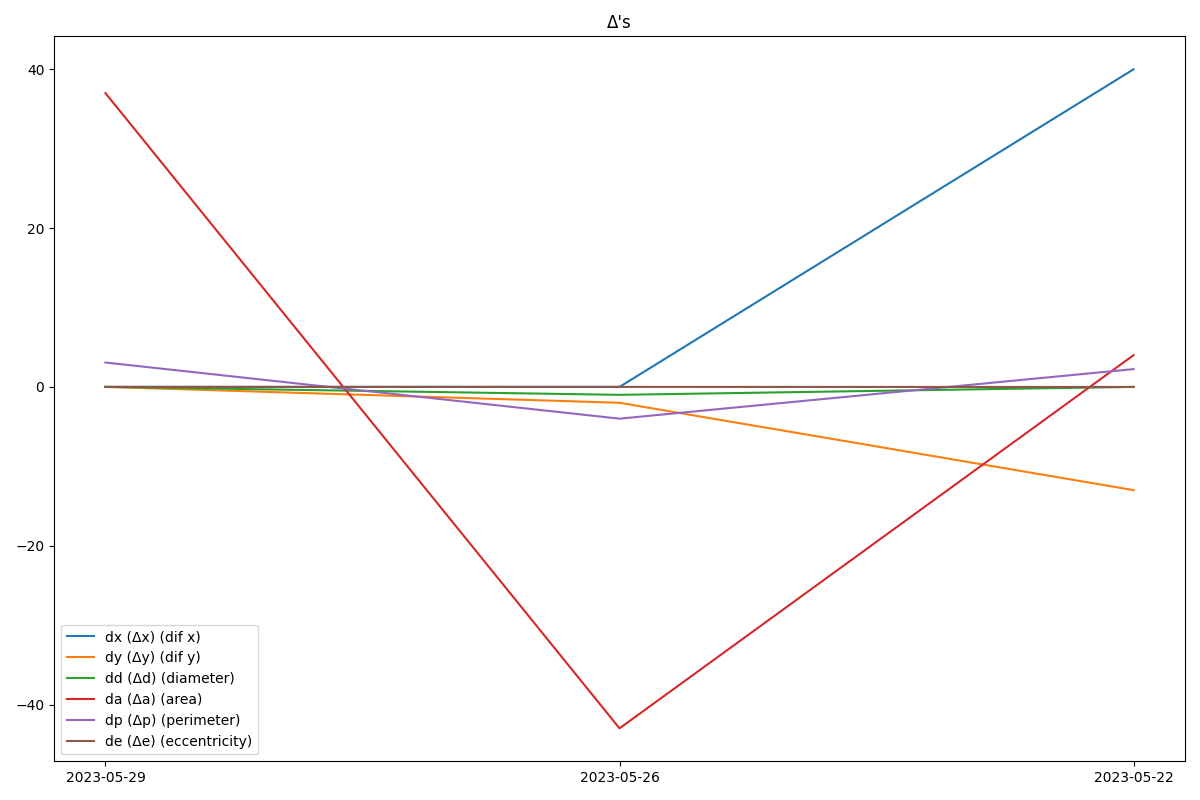 Δ's
40
20
0
−20
−40
dx (Δx) (dif x)
dy (Δy) (dif y)
dd (Δd) (diameter)
da (Δa) (area)
dp (Δp) (perimeter)
de (Δe) (eccentricity)
2023-05-29 2023-05-26 2023-05-22